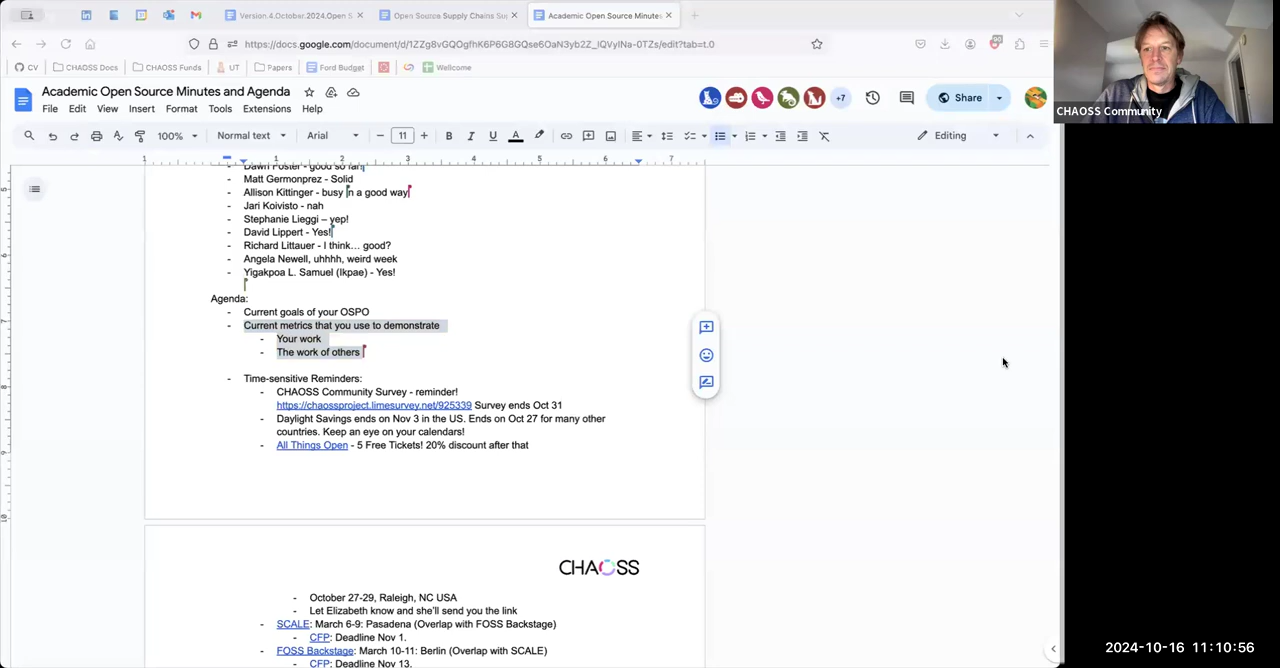 Version.4.October.2024.Open S
Open Source Supply Chains Su
Academic Open Source Minutes
https://docs.google.com/document/d/1ZZg8vGQOgfhK6P6G8GQse6OaN3yb2Z_IQVylNa-0TZs/edit?tab=t.0
90
CV
CHAOSS Docs
CHAOSS Funds
UT
Papers
Ford Budget
Wellcome
CHAOSS Community
Academic Open Source Minutes and Agenda
File Edit View Insert Format Tools Extensions Help
+7
Share
100%
Normal text
Arial
11
Editing
1 1 2 3 4 5 6 7
Dawn Foster - good so far!
- Matt Germonprez - Solid
- Allison Kittinger - busy in a good way
- Jari Koivisto - nah
- Stephanie Lieggi – yep!
- David Lippert - Yes!
- Richard Littauer - I think… good?
- Angela Newell, uhhhh, weird week
- Yigakpoa L. Samuel (Ikpae) - Yes!
Agenda:
- Current goals of your OSPO
- Current metrics that you use to demonstrate
- Your work
- The work of others
- Time-sensitive Reminders:
- CHAOSS Community Survey - reminder!
https://chaossproject.limesurvey.net/925339 Survey ends Oct 31
- Daylight Savings ends on Nov 3 in the US. Ends on Oct 27 for many other
countries. Keep an eye on your calendars!
- All Things Open - 5 Free Tickets! 20% discount after that
CHAOSS
- October 27-29, Raleigh, NC USA
- Let Elizabeth know and she'll send you the link
- SCALE: March 6-9: Pasadena (Overlap with FOSS Backstage)
- CFP: Deadline Nov 1.
- FOSS Backstage: March 10-11: Berlin (Overlap with SCALE)
- CFP: Deadline Nov 13.
2024-10-16 11:10:56